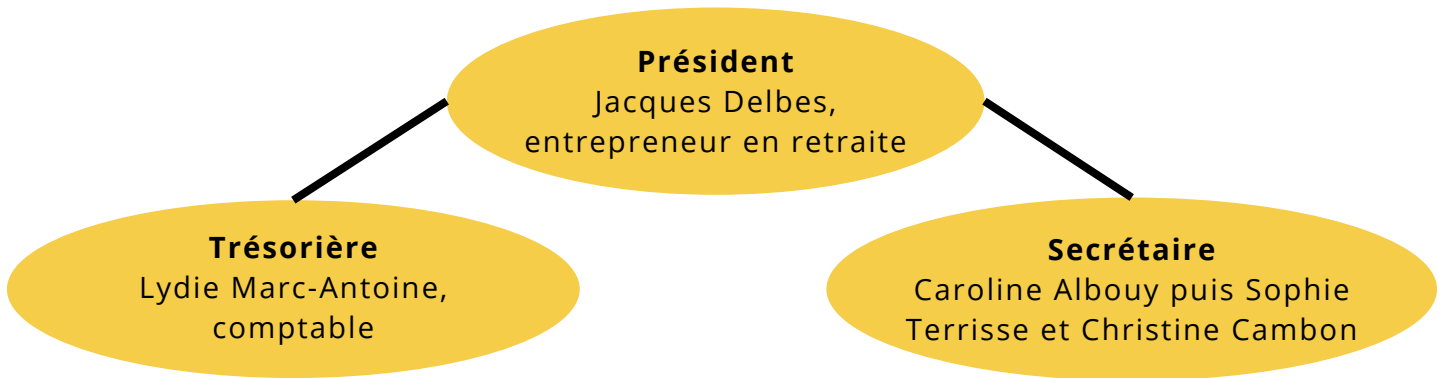 Président
Jacques Delbes,
entrepreneur en retraite
Trésorière
Lydie Marc-Antoine,
comptable
Secrétaire
Caroline Albouy puis Sophie
Terrisse et Christine Cambon